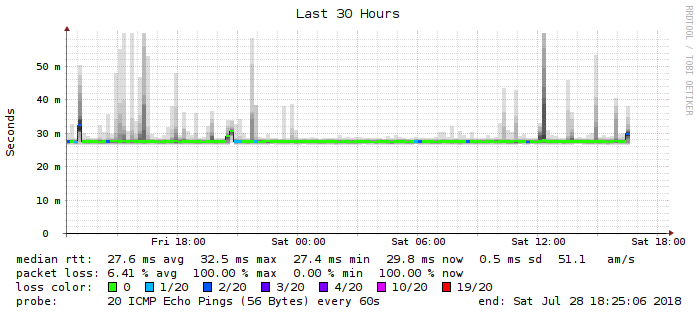 Last 30 Hours
RRDTOOL / TOBI OETIKER
Seconds
50 m
40 m
30 m
20 m
10 m
0
Fri 18:00 Sat 00:00 Sat 06:00 Sat 12:00 Sat 18:00
median rtt: 27.6 ms avg 32.5 ms max 27.4 ms min 29.8 ms now 0.5 ms sd 51.1 am/s
packet loss: 6.41 % avg 100.00 % max 0.00 % min 100.00 % now
loss color: 0 1/20 2/20 3/20 4/20 10/20 19/20
probe: 20 ICMP Echo Pings (56 Bytes) every 60s end: Sat Jul 28 18:25:06 2018